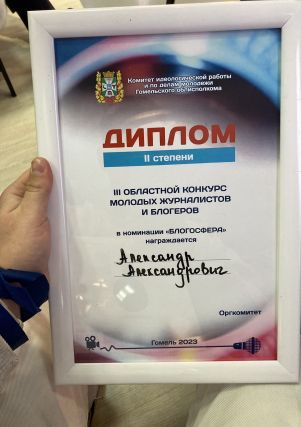 Комитет идеологической работы
и по делам молодежи
Гомельского облисполкома
ДИПЛОМ
II степени
III ОБЛАСТНОЙ КОНКУРС
МОЛОДЫХ ЖУРНАЛИСТОВ
И БЛОГЕРОВ
в номинации «БЛОГОСФЕРА»
награждается
Александр
Александрович
Оргкомитет
Гомель 2023